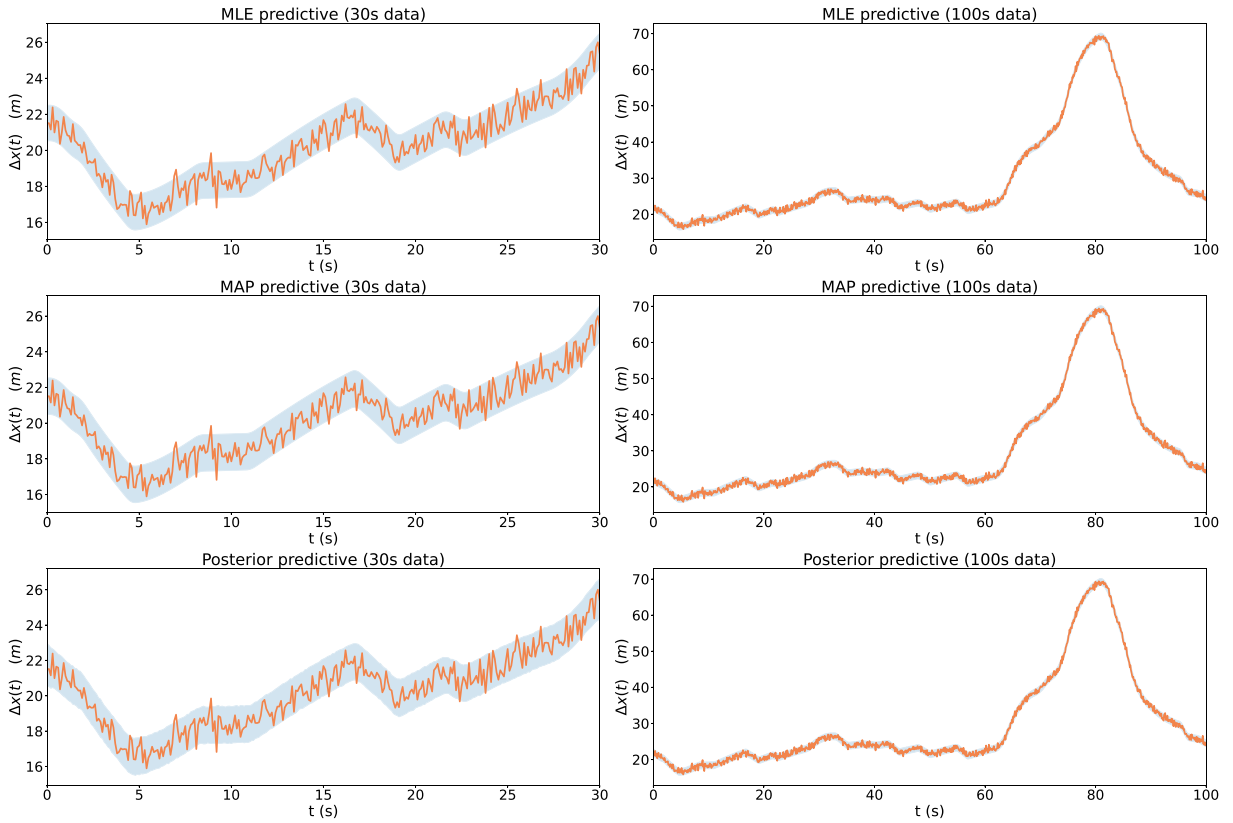 MLE predictive (30s data)
26
24
22
20
18
16
Δx(t) (m)
0 5 10 15 20 25 30
t (s)
MLE predictive (100s data)
70
60
50
40
30
20
Δx(t) (m)
0 20 40 60 80 100
t (s)
MAP predictive (30s data)
26
24
22
20
18
16
Δx(t) (m)
0 5 10 15 20 25 30
t (s)
MAP predictive (100s data)
70
60
50
40
30
20
Δx(t) (m)
0 20 40 60 80 100
t (s)
Posterior predictive (30s data)
26
24
22
20
18
16
Δx(t) (m)
0 5 10 15 20 25 30
t (s)
Posterior predictive (100s data)
70
60
50
40
30
20
Δx(t) (m)
0 20 40 60 80 100
t (s)